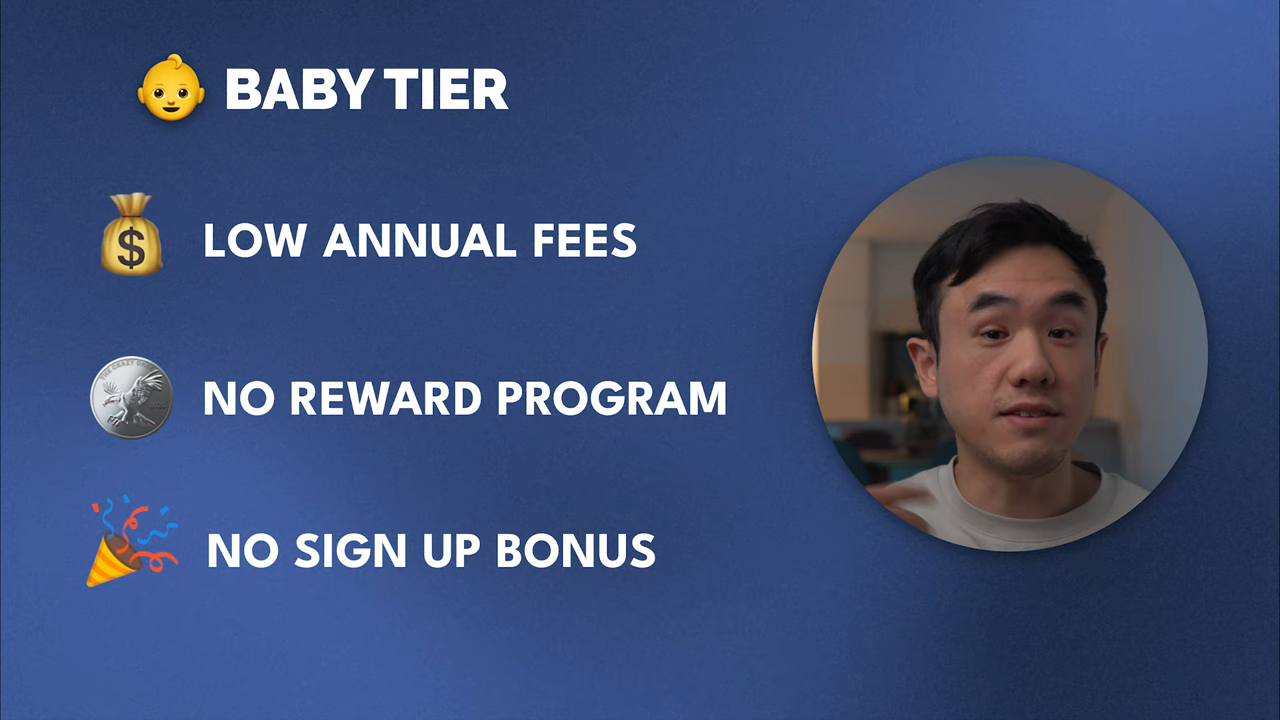 BABY TIER
$
LOW ANNUAL FEES
NO REWARD PROGRAM
NO SIGN UP BONUS